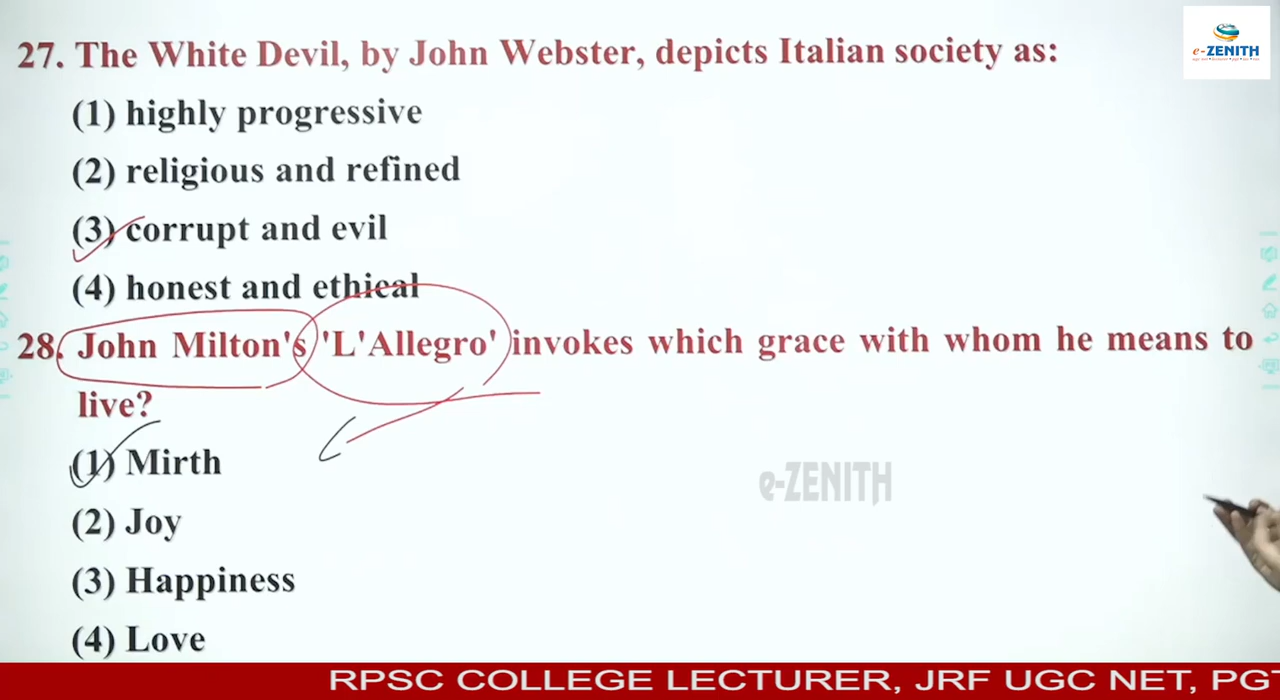 27. The White Devil, by John Webster, depicts Italian society as:
e-ZENITH
(1) highly progressive
(2) religious and refined
(3) corrupt and evil
(4) honest and ethical
28. John Milton's 'L'Allegro' invokes which grace with whom he means to
live?
(1) Mirth
e-ZENITH
(2) Joy
(3) Happiness
(4) Love
RPSC COLLEGE LECTURER, JRF UGC NET, PGT